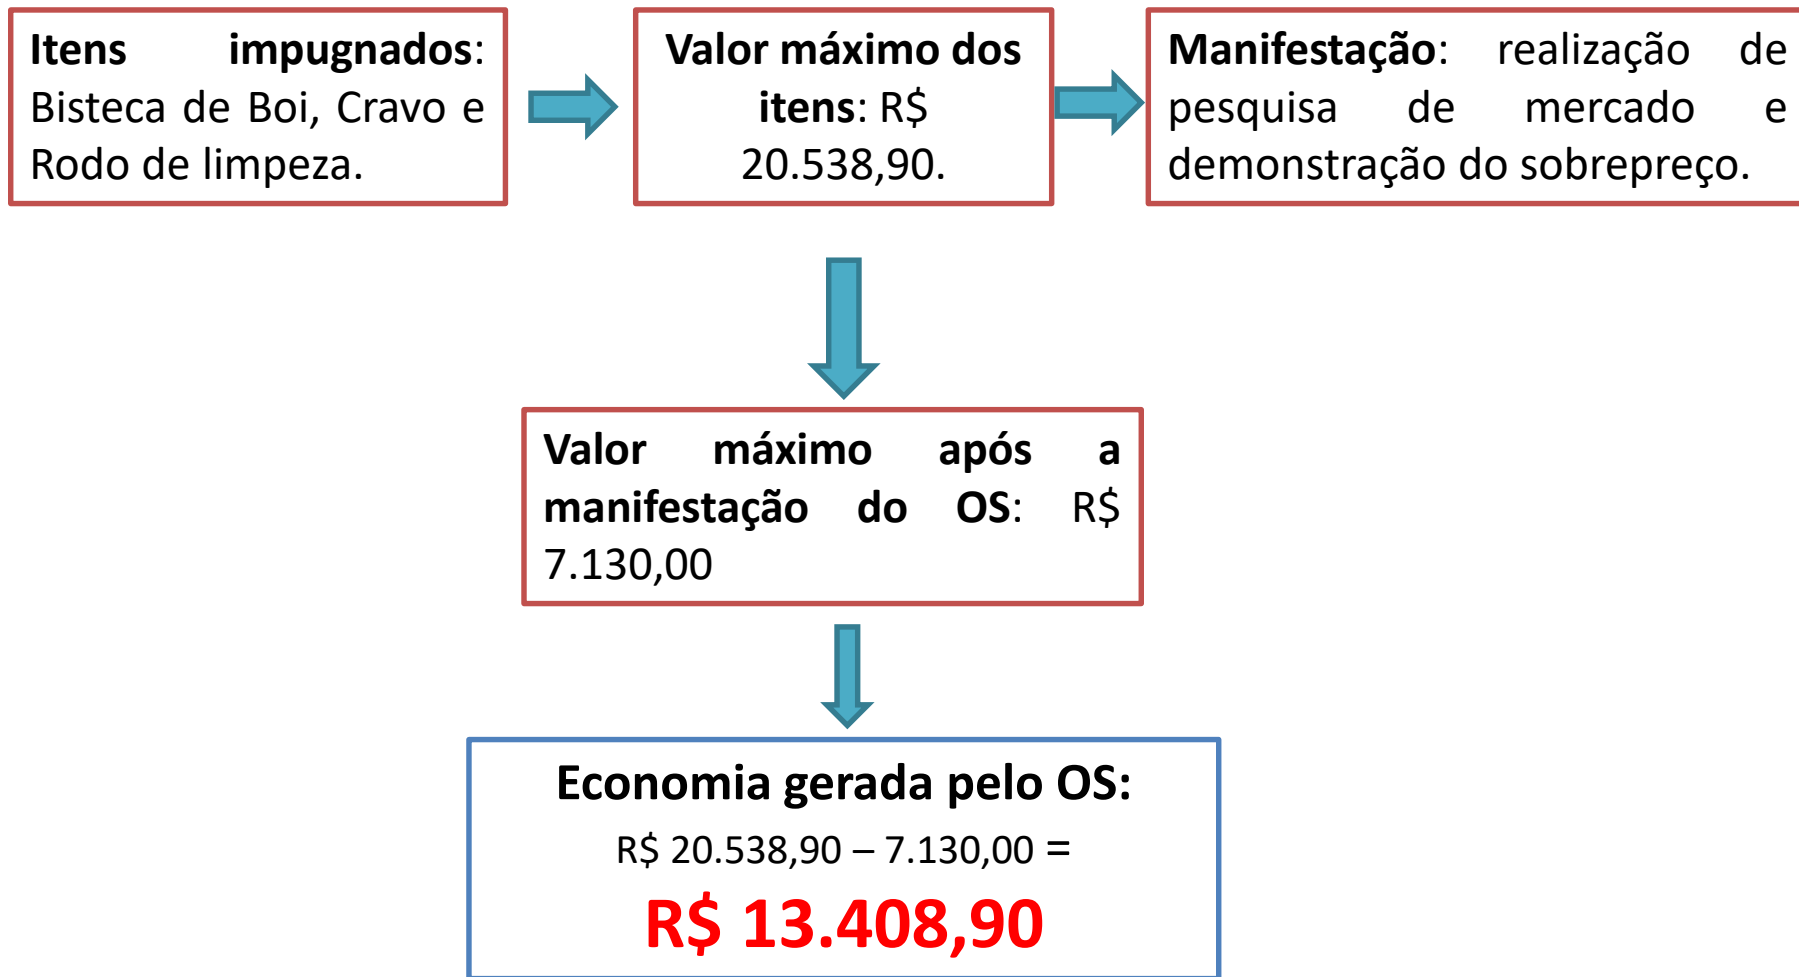 Itens impugnados:
Bisteca de Boi, Cravo e
Rodo de limpeza.
Valor máximo dos
itens: R$
20.538,90.
Manifestação: realização de
pesquisa de mercado e
demonstração do sobrepreço.
Valor máximo após a
manifestação do OS: R$
7.130,00
Economia gerada pelo OS:
R$ 20.538,90 – 7.130,00 =
R$ 13.408,90